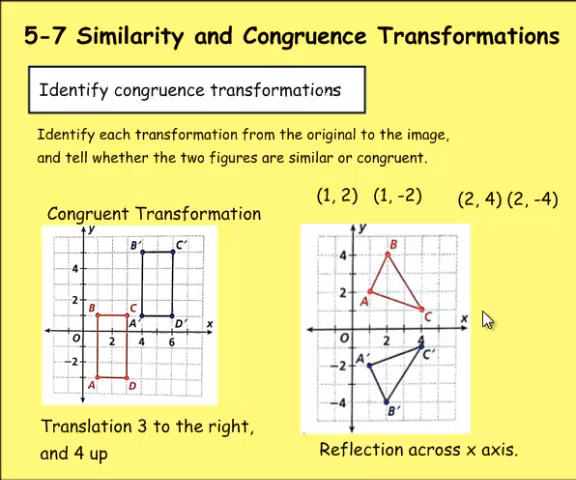 5-7 Similarity and Congruence Transformations
Identify congruence transformations
Identify each transformation from the original to the image,
and tell whether the two figures are similar or congruent.
(1, 2) (1, -2) (2, 4) (2, -4)
Congruent Transformation
y
B′ C′
4
2
B C
A′ D′ x
O 2 4 6
−2
A D
Translation 3 to the right,
and 4 up
y
B
4
2
A
C x
O 2 4
A′ C′
−2
−4 B′
Reflection across x axis.